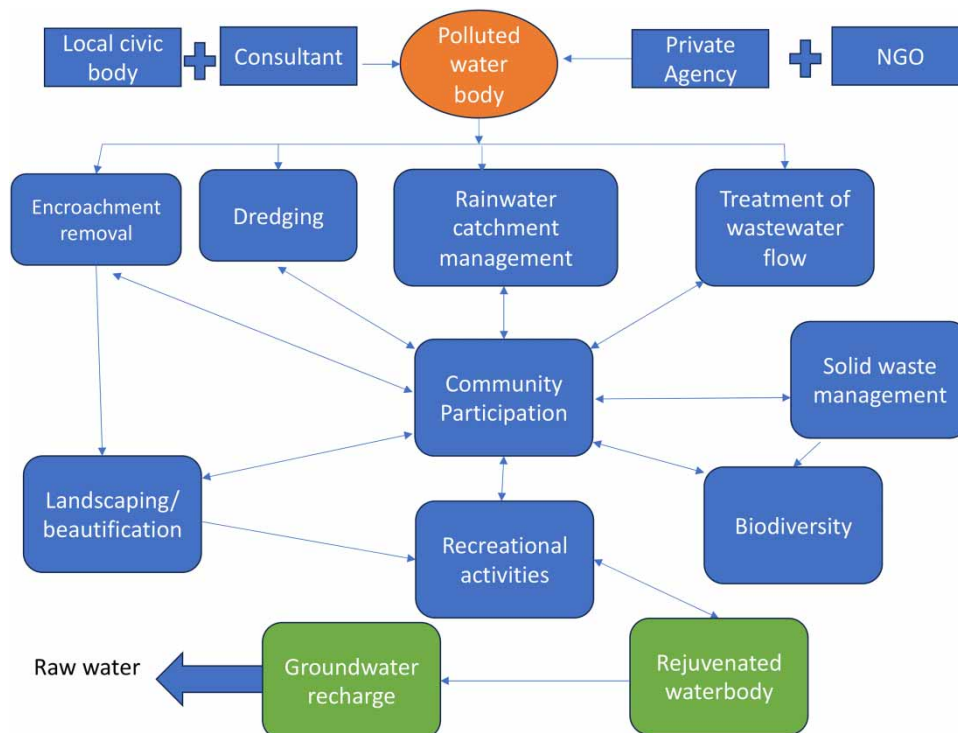 Local civic
body
Consultant
Polluted
water
body
Private
Agency
NGO
Encroachment
removal
Dredging
Rainwater
catchment
management
Treatment of
wastewater
flow
Community
Participation
Solid waste
management
Landscaping/
beautification
Recreational
activities
Biodiversity
Raw water
Groundwater
recharge
Rejuvenated
waterbody